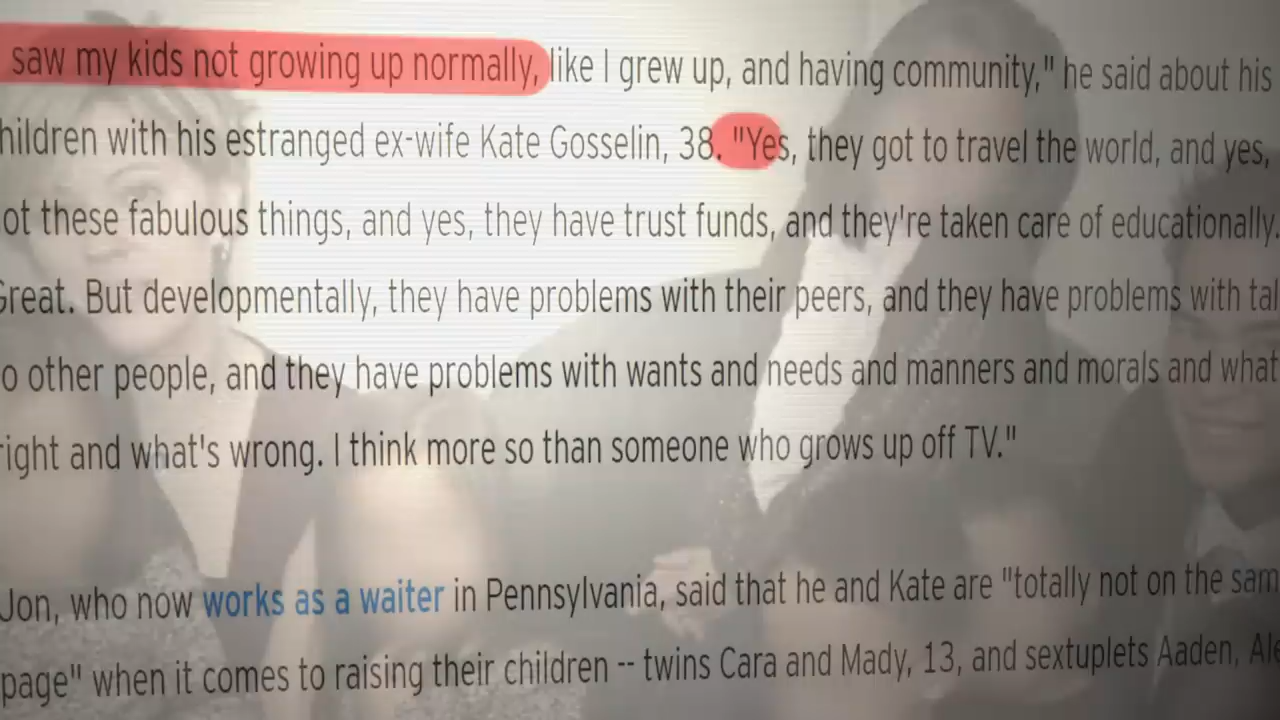 saw my kids not growing up normally, like I grew up, and having community," he said about his
hildren with his estranged ex-wife Kate Gosselin, 38. "Yes, they got to travel the world, and yes,
ot these fabulous things, and yes, they have trust funds, and they're taken care of educationally.
Great. But developmentally, they have problems with their peers, and they have problems with tal
o other people, and they have problems with wants and needs and manners and morals and what
right and what's wrong. I think more so than someone who grows up off TV."
Jon, who now works as a waiter in Pennsylvania, said that he and Kate are "totally not on the sam
page" when it comes to raising their children -- twins Cara and Mady, 13, and sextuplets Aaden, Ale